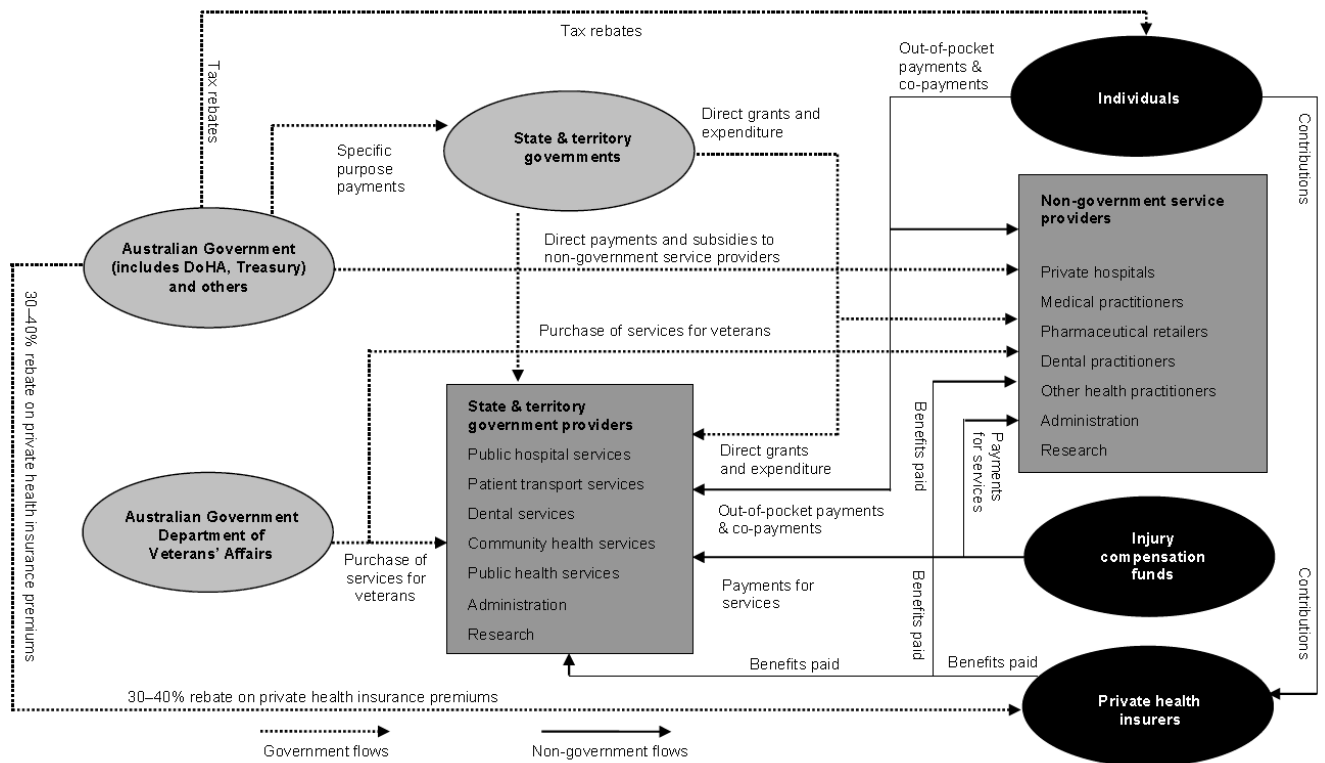 Tax rebates
Tax rebates
Out-of-pocket
payments &
co-payments
Individuals
Contributions
Direct grants and
expenditure
State & territory
governments
Specific
purpose
payments
Non-government service
providers
Private hospitals
Medical practitioners
Pharmaceutical retailers
Dental practitioners
Other health practitioners
Administration
Research
Australian Government
(includes DoHA, Treasury)
and others
Direct payments and subsidies to
non-government service providers
30–40% rebate on private health insurance premiums
Purchase of services for veterans
State & territory
government providers
Public hospital services
Patient transport services
Dental services
Community health services
Public health services
Administration
Research
Benefits paid
Payments
for services
Direct grants
and expenditure
Out-of-pocket payments
& co-payments
Australian Government
Department of
Veterans’ Affairs
Purchase of
services for
veterans
Injury
compensation
funds
Payments for
services
Benefits paid
Contributions
Benefits paid
Benefits paid
30–40% rebate on private health insurance premiums
Private health
insurers
Government flows
Non-government flows